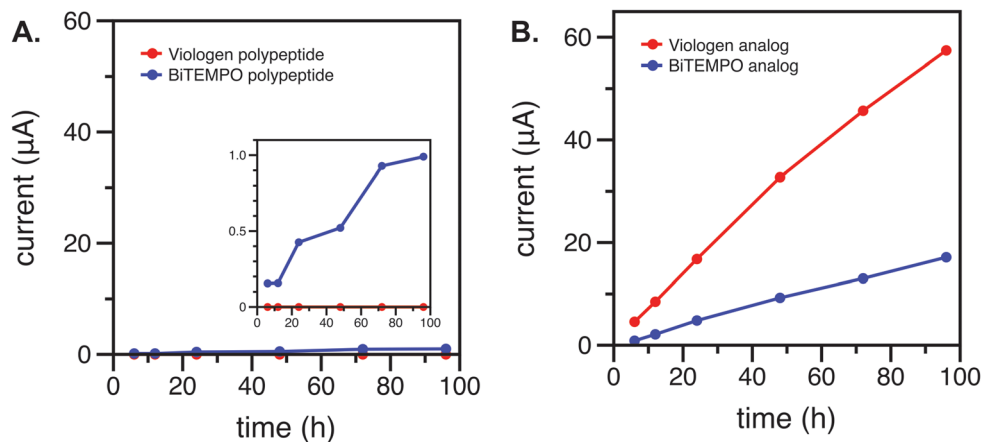 A.
Viologen polypeptide
BiTEMPO polypeptide
60
40
20
0
current (µA)
1.0
0.5
0
0 20 40 60 80 100
0 20 40 60 80 100
time (h)
B.
Viologen analog
BiTEMPO analog
60
40
20
0
current (µA)
0 20 40 60 80 100
time (h)